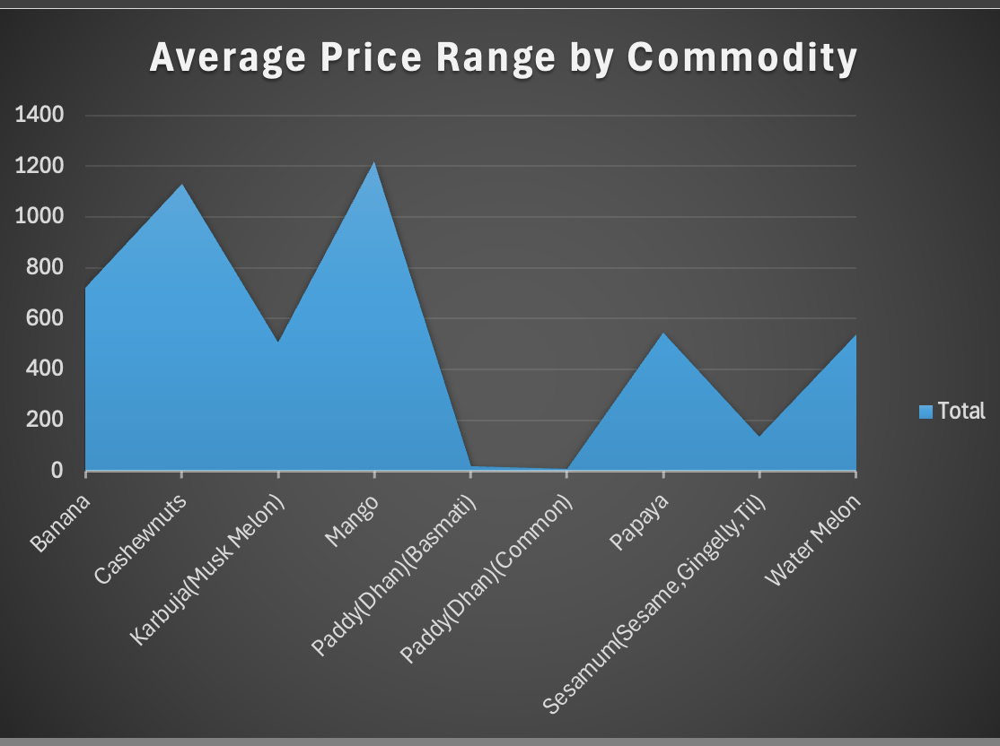 Average Price Range by Commodity
1400
1200
1000
800
600
400
200
0
Banana
Cashewnuts
Karbuja(Musk Melon)
Mango
Paddy(Dhan)(Basmati)
Paddy(Dhan)(Common)
Papaya
Sesamum(Sesame,Gingelly,Til)
Water Melon
Total